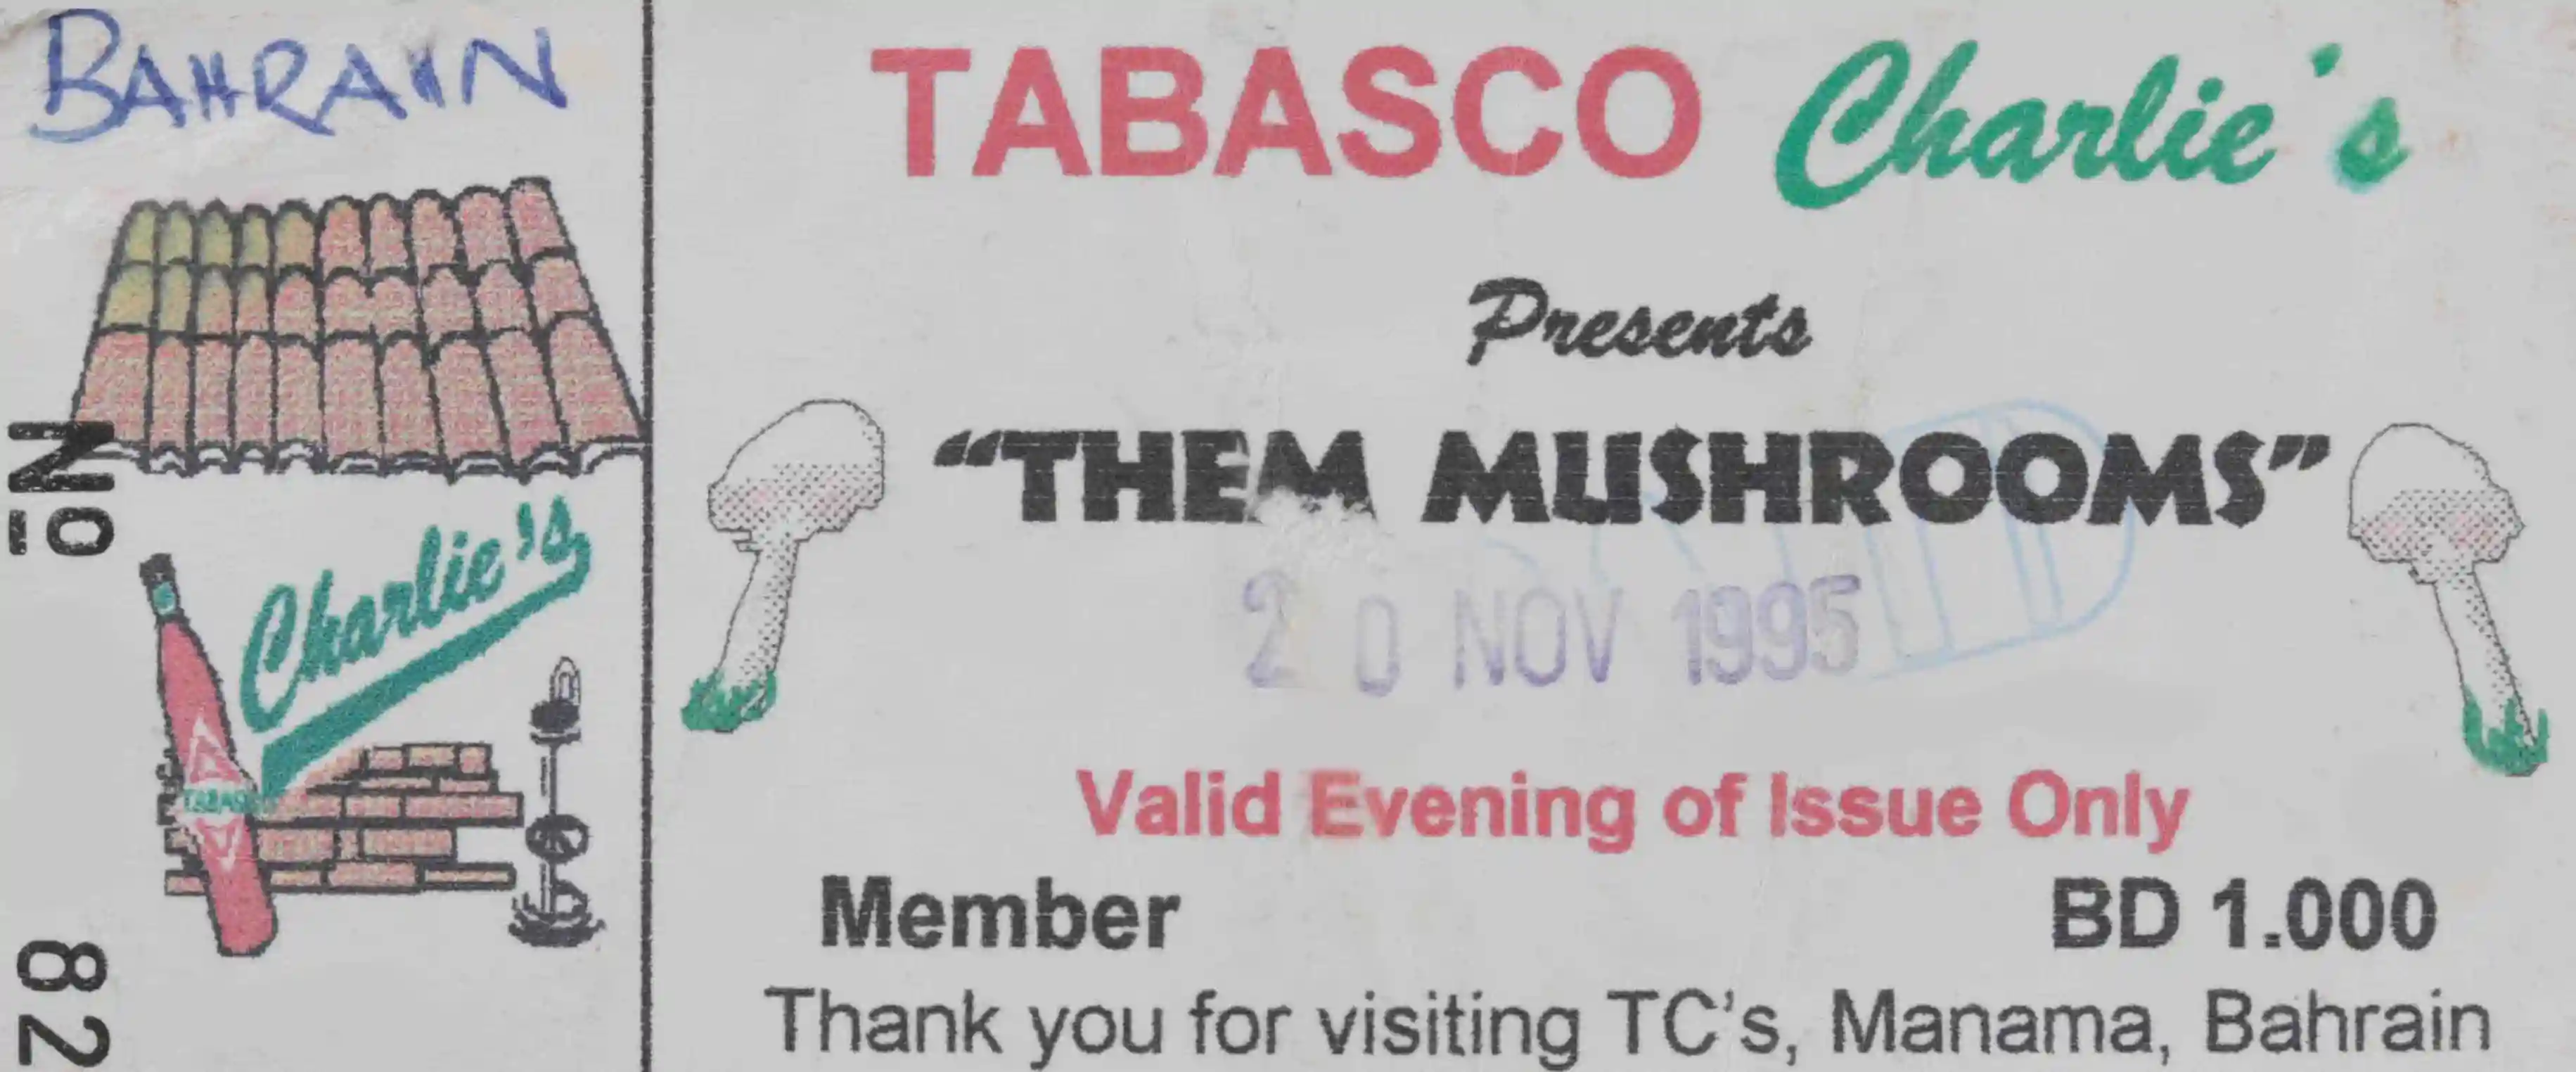 BAHRAIN
No 82
Charlie's
TABASCO Charlie's
Presents
"THEM MUSHROOMS"
20 NOV 1995
Valid Evening of Issue Only
Member BD 1.000
Thank you for visiting TC's, Manama, Bahrain